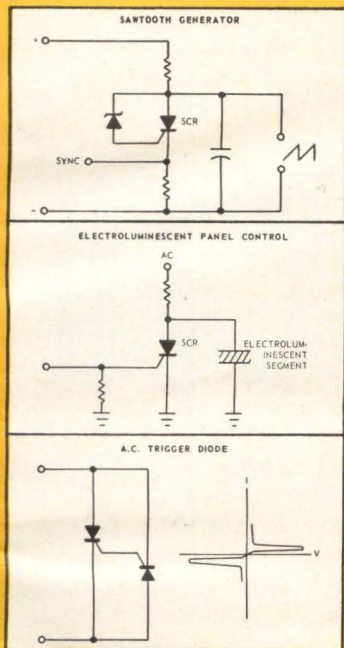 SAWTOOTH GENERATOR
+
SCR
SYNC
-
ELECTROLUMINESCENT PANEL CONTROL
AC
SCR
ELECTROLUM-
INESCENT
SEGMENT
A.C. TRIGGER DIODE
I
V